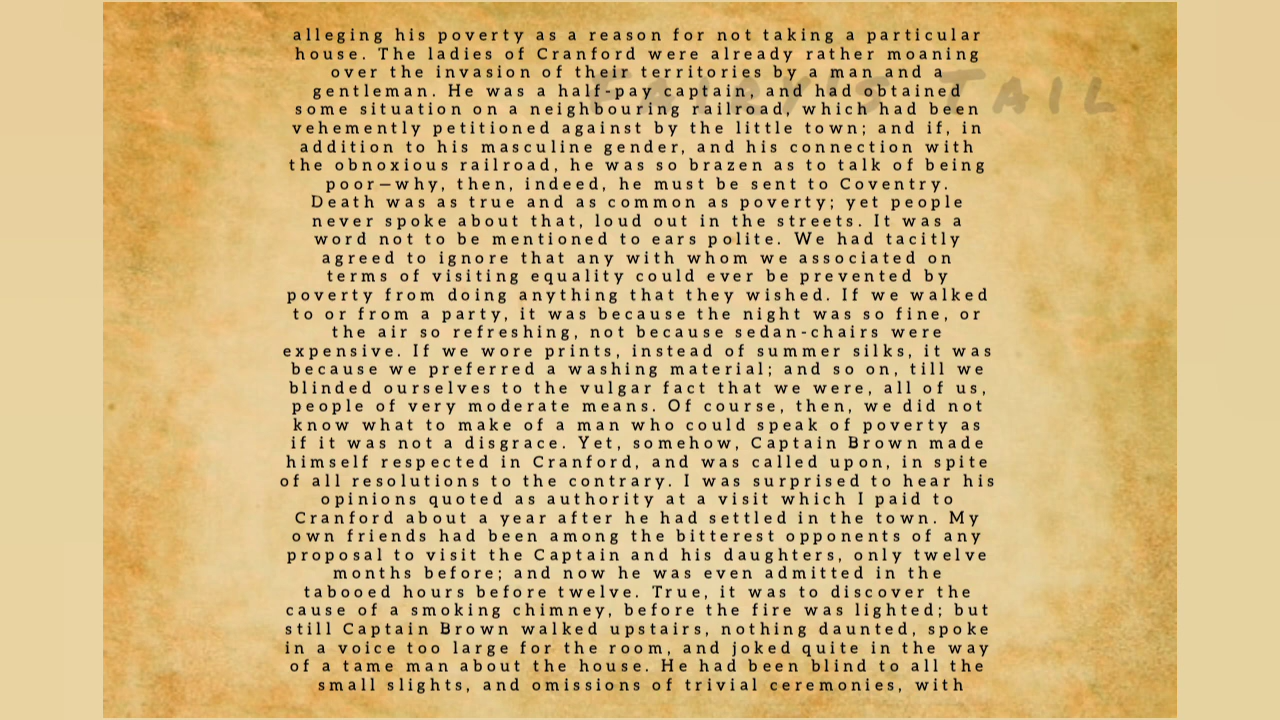 alleging his poverty as a reason for not taking a particular
house. The ladies of Cranford were already rather moaning
over the invasion of their territories by a man and a
gentleman. He was a half-pay captain, and had obtained
some situation on a neighbouring railroad, which had been
vehemently petitioned against by the little town; and if, in
addition to his masculine gender, and his connection with
the obnoxious railroad, he was so brazen as to talk of being
poor—why, then, indeed, he must be sent to Coventry.
Death was as true and as common as poverty; yet people
never spoke about that, loud out in the streets. It was a
word not to be mentioned to ears polite. We had tacitly
agreed to ignore that any with whom we associated on
terms of visiting equality could ever be prevented by
poverty from doing anything that they wished. If we walked
to or from a party, it was because the night was so fine, or
the air so refreshing, not because sedan-chairs were
expensive. If we wore prints, instead of summer silks, it was
because we preferred a washing material; and so on, till we
blinded ourselves to the vulgar fact that we were, all of us,
people of very moderate means. Of course, then, we did not
know what to make of a man who could speak of poverty as
if it was not a disgrace. Yet, somehow, Captain Brown made
himself respected in Cranford, and was called upon, in spite
of all resolutions to the contrary. I was surprised to hear his
opinions quoted as authority at a visit which I paid to
Cranford about a year after he had settled in the town. My
own friends had been among the bitterest opponents of any
proposal to visit the Captain and his daughters, only twelve
months before; and now he was even admitted in the
tabooed hours before twelve. True, it was to discover the
cause of a smoking chimney, before the fire was lighted; but
still Captain Brown walked upstairs, nothing daunted, spoke
in a voice too large for the room, and joked quite in the way
of a tame man about the house. He had been blind to all the
small slights, and omissions of trivial ceremonies, with
TAIL